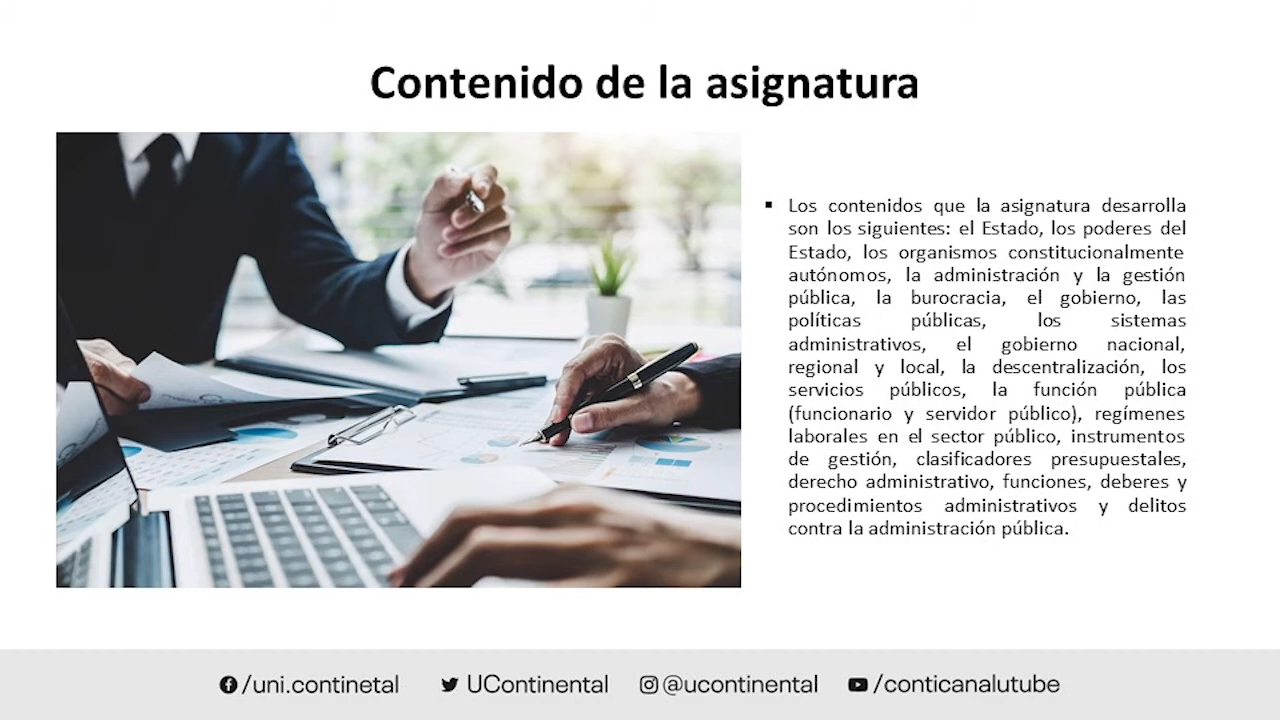 Contenido de la asignatura
▪ Los contenidos que la asignatura desarrolla
son los siguientes: el Estado, los poderes del
Estado, los organismos constitucionalmente
autónomos, la administración y la gestión
pública, la burocracia, el gobierno, las
políticas públicas, los sistemas
administrativos, el gobierno nacional,
regional y local, la descentralización, los
servicios públicos, la función pública
(funcionario y servidor público), regímenes
laborales en el sector público, instrumentos
de gestión, clasificadores presupuestales,
derecho administrativo, funciones, deberes y
procedimientos administrativos y delitos
contra la administración pública.
/uni.continetal UContinental @ucontinental /conticanalutube